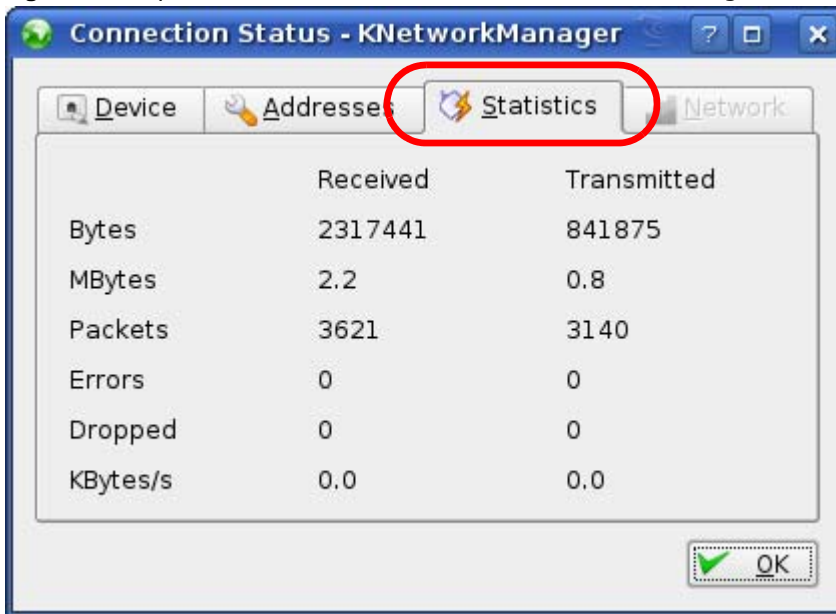 Connection Status - KNetworkManager
Device Addresses Statistics Network
Received Transmitted
Bytes 2317441 841875
MBytes 2.2 0.8
Packets 3621 3140
Errors 0 0
Dropped 0 0
KBytes/s 0.0 0.0
OK